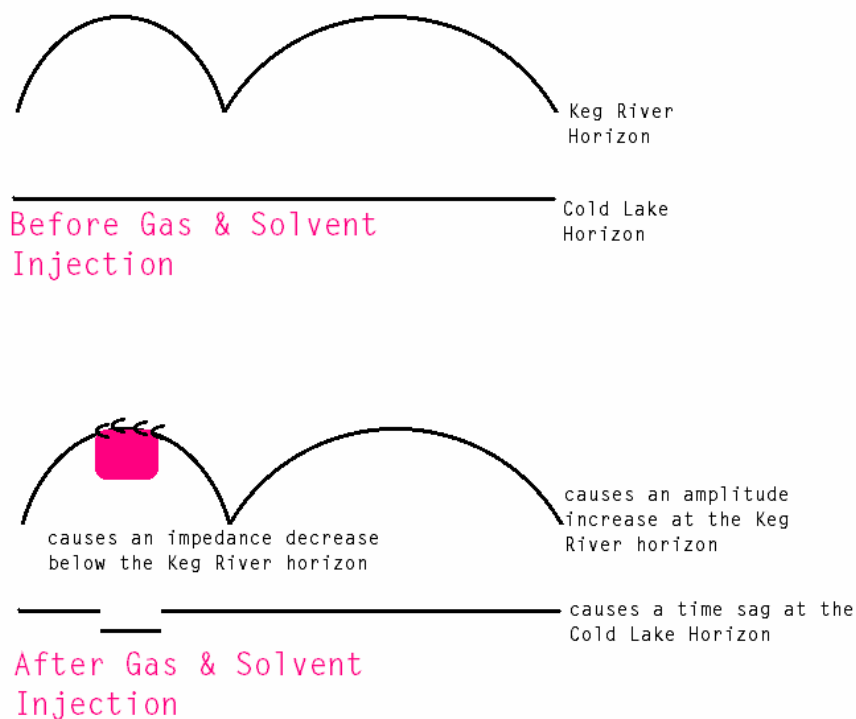 Keg River
Horizon
Cold Lake
Horizon
Before Gas & Solvent
Injection
causes an amplitude
increase at the Keg
River horizon
causes an impedance decrease
below the Keg River horizon
causes a time sag at the
Cold Lake Horizon
After Gas & Solvent
Injection